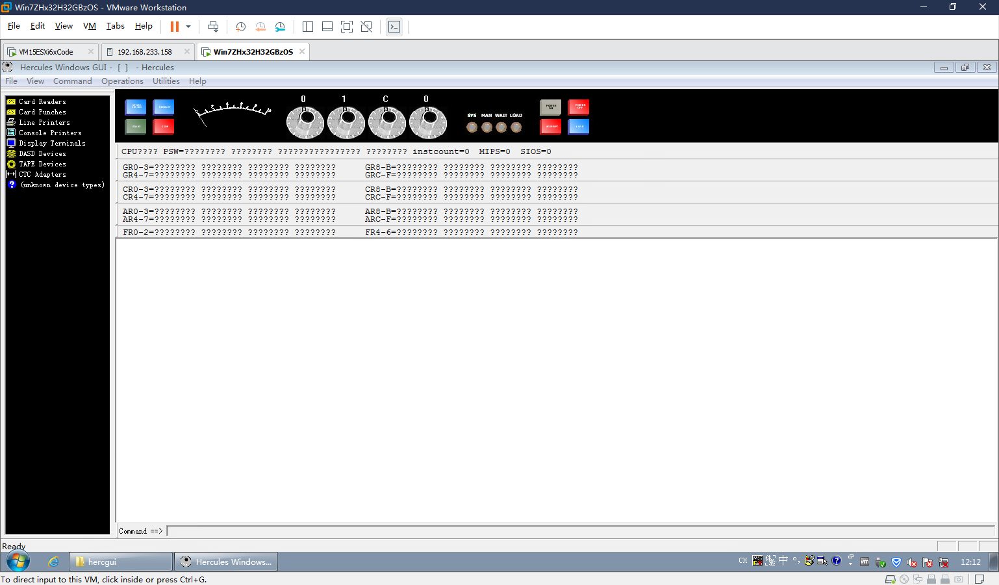 Win7ZHx32H32GBzOS - VMware Workstation
File Edit View VM Tabs Help
VM15ESXi6xCode 192.168.233.158 Win7ZHx32H32GBzOS
Hercules Windows GUI - [ ] - Hercules
File View Command Operations Utilities Help
Card Readers
Card Punches
Line Printers
Console Printers
Display Terminals
DASD Devices
TAPE Devices
CTC Adapters
(unknown device types)
0 1 C 0
SYS MAN WAIT LOAD
POWER ON
POWER OFF
CPU???? PSW=???????? ???????? ???????????????? ???????? instcount=0 MIPS=0 SIOS=0
GR0-3=???????? ???????? ???????? ???????? GR8-B=???????? ???????? ???????? ????????
GR4-7=???????? ???????? ???????? ???????? GRC-F=???????? ???????? ???????? ????????
CR0-3=???????? ???????? ???????? ???????? CR8-B=???????? ???????? ???????? ????????
CR4-7=???????? ???????? ???????? ???????? CRC-F=???????? ???????? ???????? ????????
AR0-3=???????? ???????? ???????? ???????? AR8-B=???????? ???????? ???????? ????????
AR4-7=???????? ???????? ???????? ???????? ARC-F=???????? ???????? ???????? ????????
FR0-2=???????? ???????? ???????? ???????? FR4-6=???????? ???????? ???????? ????????
Command ==>
Ready
hercgui Hercules Windows... CH 中 12:12
To direct input to this VM, click inside or press Ctrl+G.